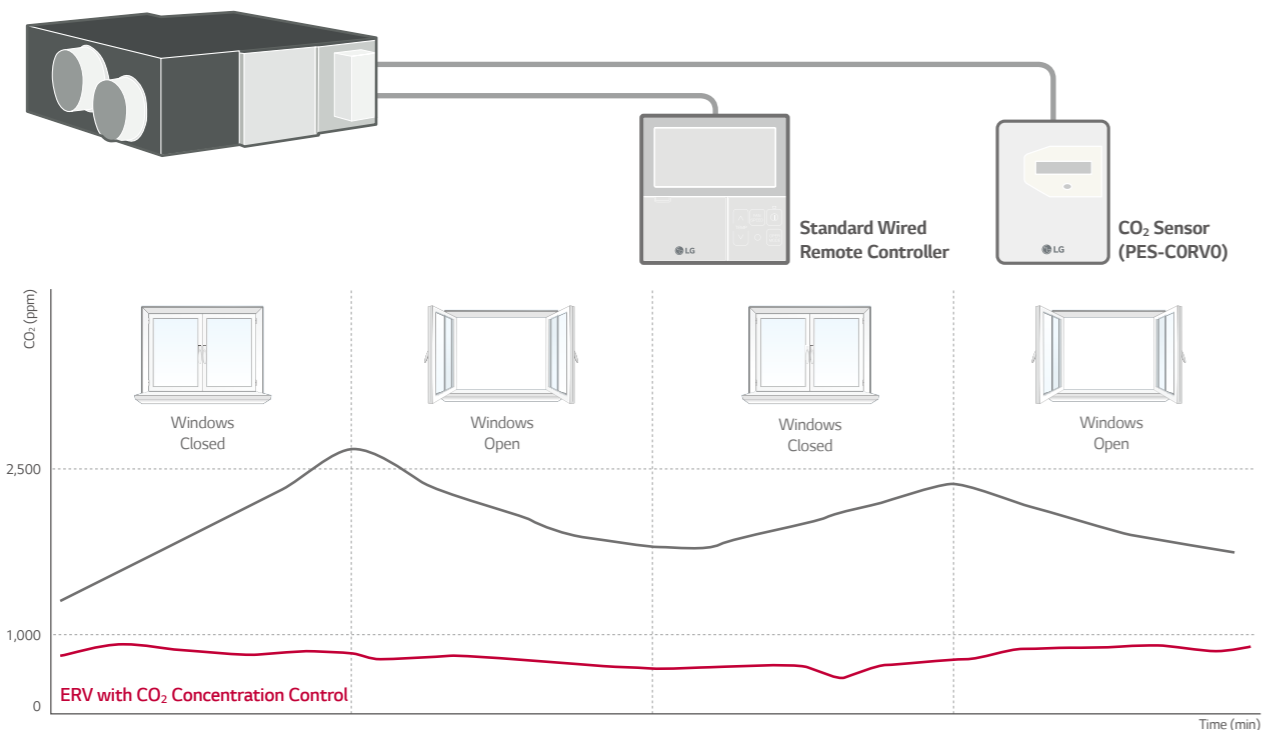 LG
Standard Wired
Remote Controller
LG
CO₂ Sensor
(PES-C0RV0)
CO₂ (ppm)
Windows
Closed
Windows
Open
Windows
Closed
Windows
Open
2,500
1,000
ERV with CO₂ Concentration Control
0
Time (min)